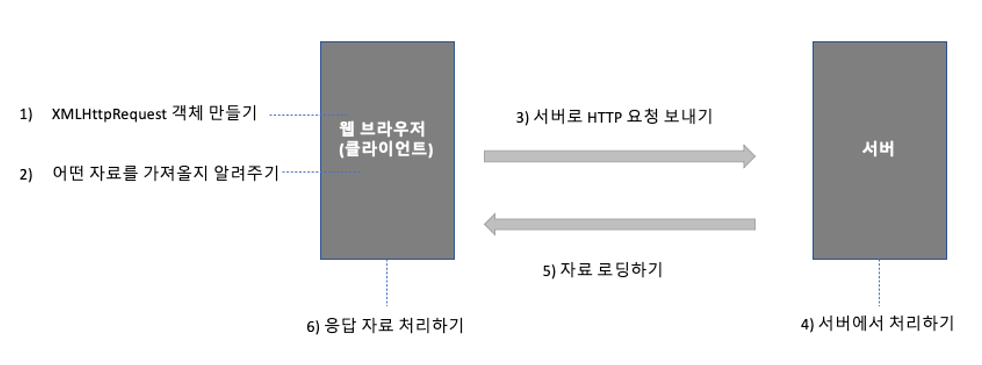 1) XMLHttpRequest 객체 만들기
2) 어떤 자료를 가져올지 알려주기
웹 브라우저
(클라이언트)
3) 서버로 HTTP 요청 보내기
서버
5) 자료 로딩하기
6) 응답 자료 처리하기
4) 서버에서 처리하기